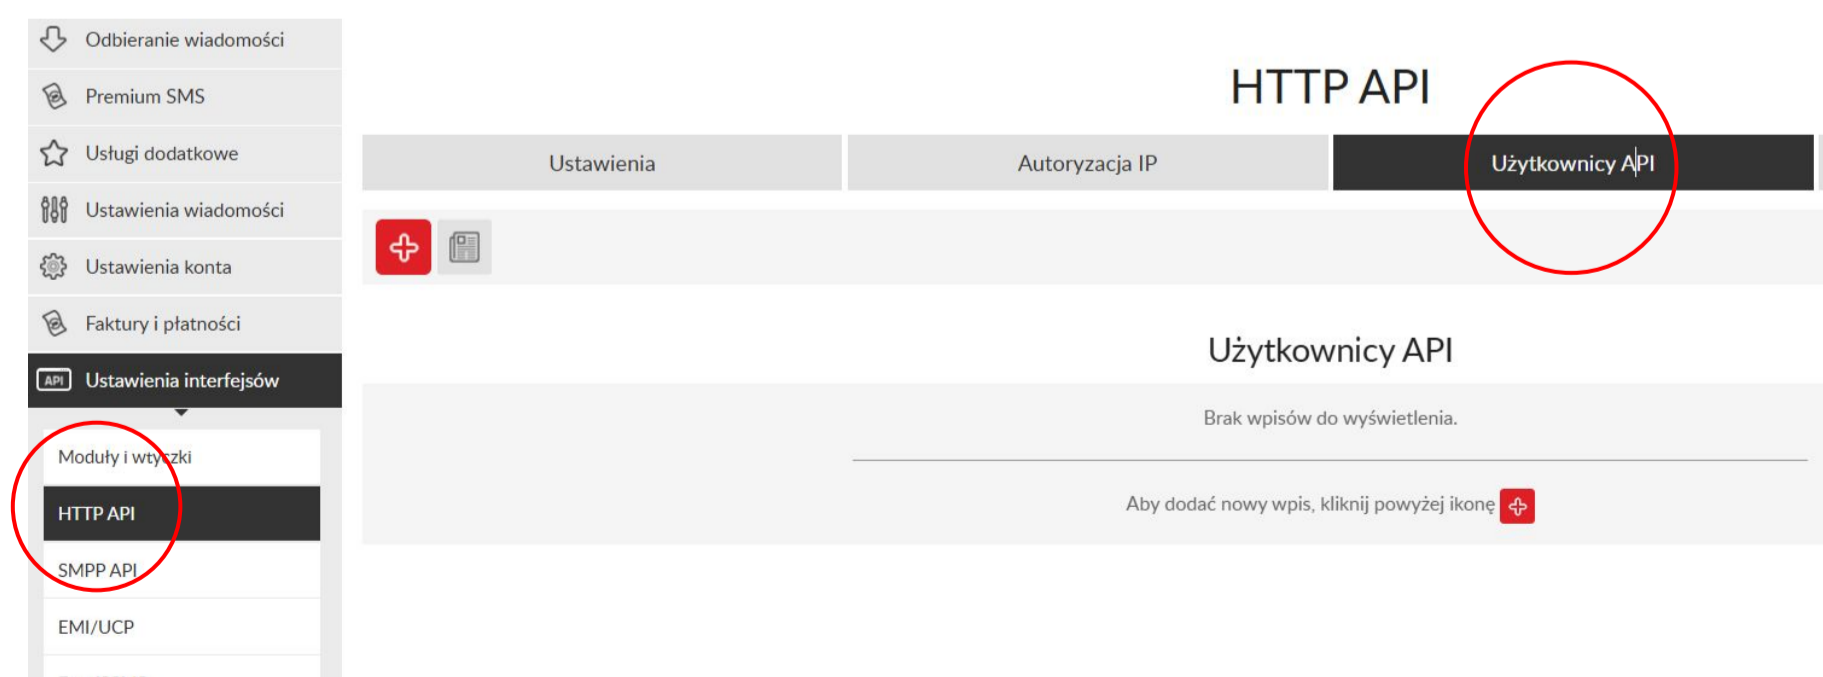 Odbieranie wiadomości
Premium SMS
Usługi dodatkowe
Ustawienia wiadomości
Ustawienia konta
Faktury i płatności
API Ustawienia interfejsów
Moduły i wtyczki
HTTP API
SMPP API
EMI/UCP
HTTP API
Ustawienia Autoryzacja IP Użytkownicy API
Użytkownicy API
Brak wpisów do wyświetlenia.
Aby dodać nowy wpis, kliknij powyżej ikonę